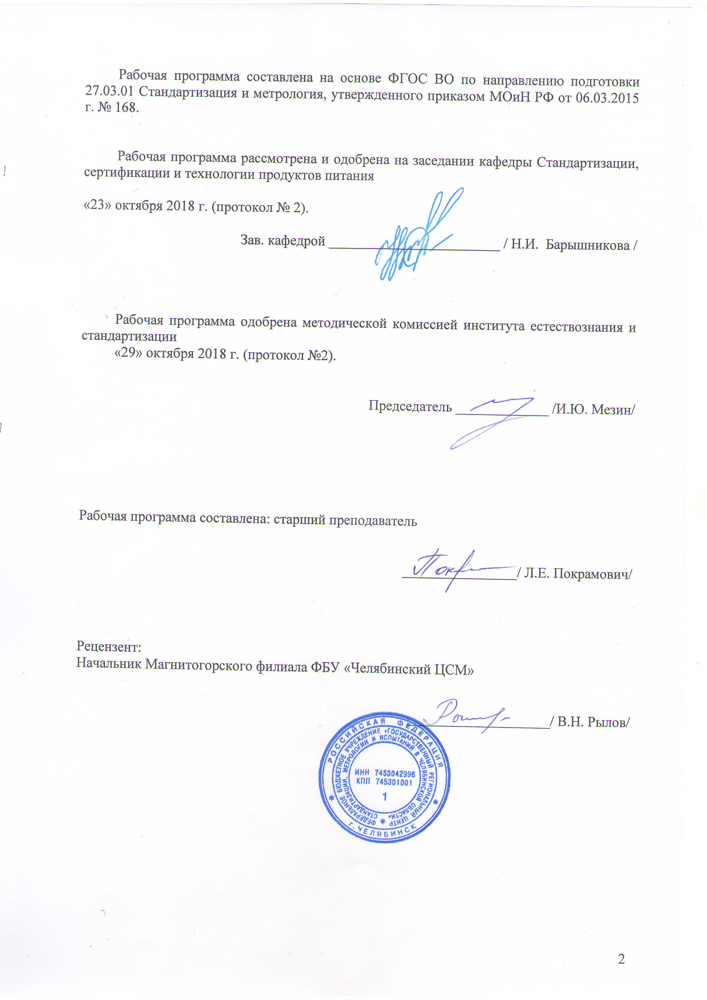 Рабочая программа составлена на основе ФГОС ВО по направлению подготовки
27.03.01 Стандартизация и метрология, утвержденного приказом МОиН РФ от 06.03.2015
г. № 168.
Рабочая программа рассмотрена и одобрена на заседании кафедры Стандартизации,
сертификации и технологии продуктов питания
«23» октября 2018 г. (протокол № 2).
Зав. кафедрой ________________________ / Н.И. Барышникова /
Рабочая программа одобрена методической комиссией института естествознания и
стандартизации
«29» октября 2018 г. (протокол №2).
Председатель _____________ /И.Ю. Мезин/
Рабочая программа составлена: старший преподаватель
________________/ Л.Е. Покрамович/
Рецензент:
Начальник Магнитогорского филиала ФБУ «Челябинский ЦСМ»
____________________/ В.Н. Рылов/
РОССИЙСКАЯ ФЕДЕРАЦИЯ
ФЕДЕРАЛЬНОЕ БЮДЖЕТНОЕ УЧРЕЖДЕНИЕ «ГОСУДАРСТВЕННЫЙ РЕГИОНАЛЬНЫЙ ЦЕНТР
СТАНДАРТИЗАЦИИ, МЕТРОЛОГИИ И ИСПЫТАНИЙ В ЧЕЛЯБИНСКОЙ ОБЛАСТИ»
ИНН 7453042996
КПП 745301001
1
г. ЧЕЛЯБИНСК
2